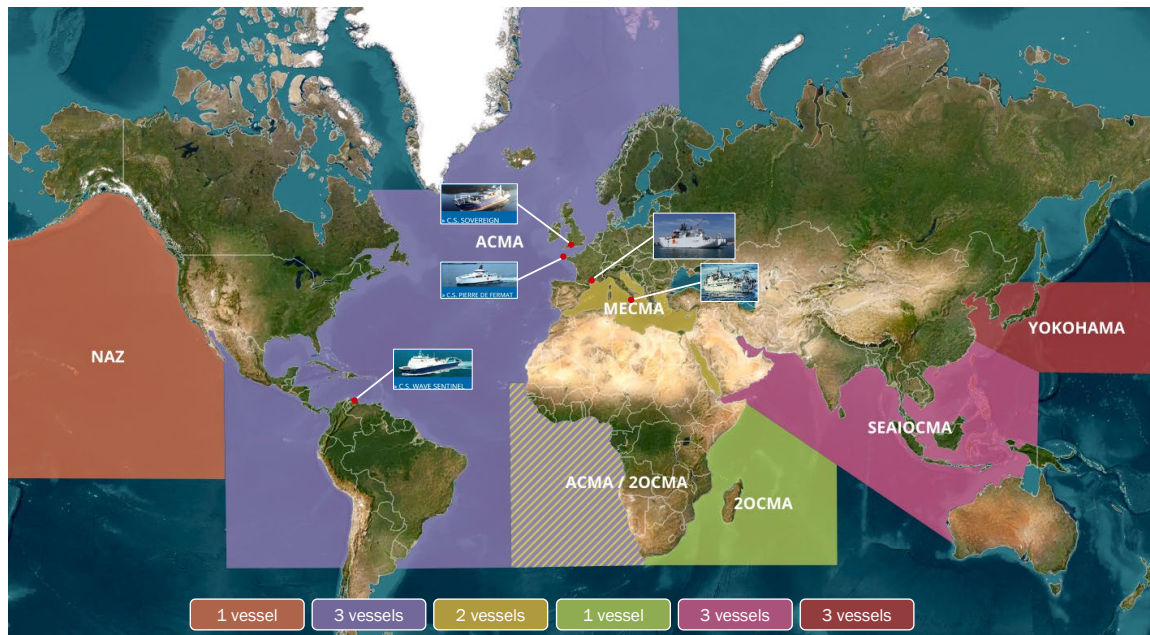 » C.S. SOVEREIGN
ACMA
» C.S. PIERRE DE FERMAT
MECMA
NAZ
YOKOHAMA
» C.S. WAVE SENTINEL
SEAIOCMA
ACMA / 2OCMA
2OCMA
1 vessel
3 vessels
2 vessels
1 vessel
3 vessels
3 vessels